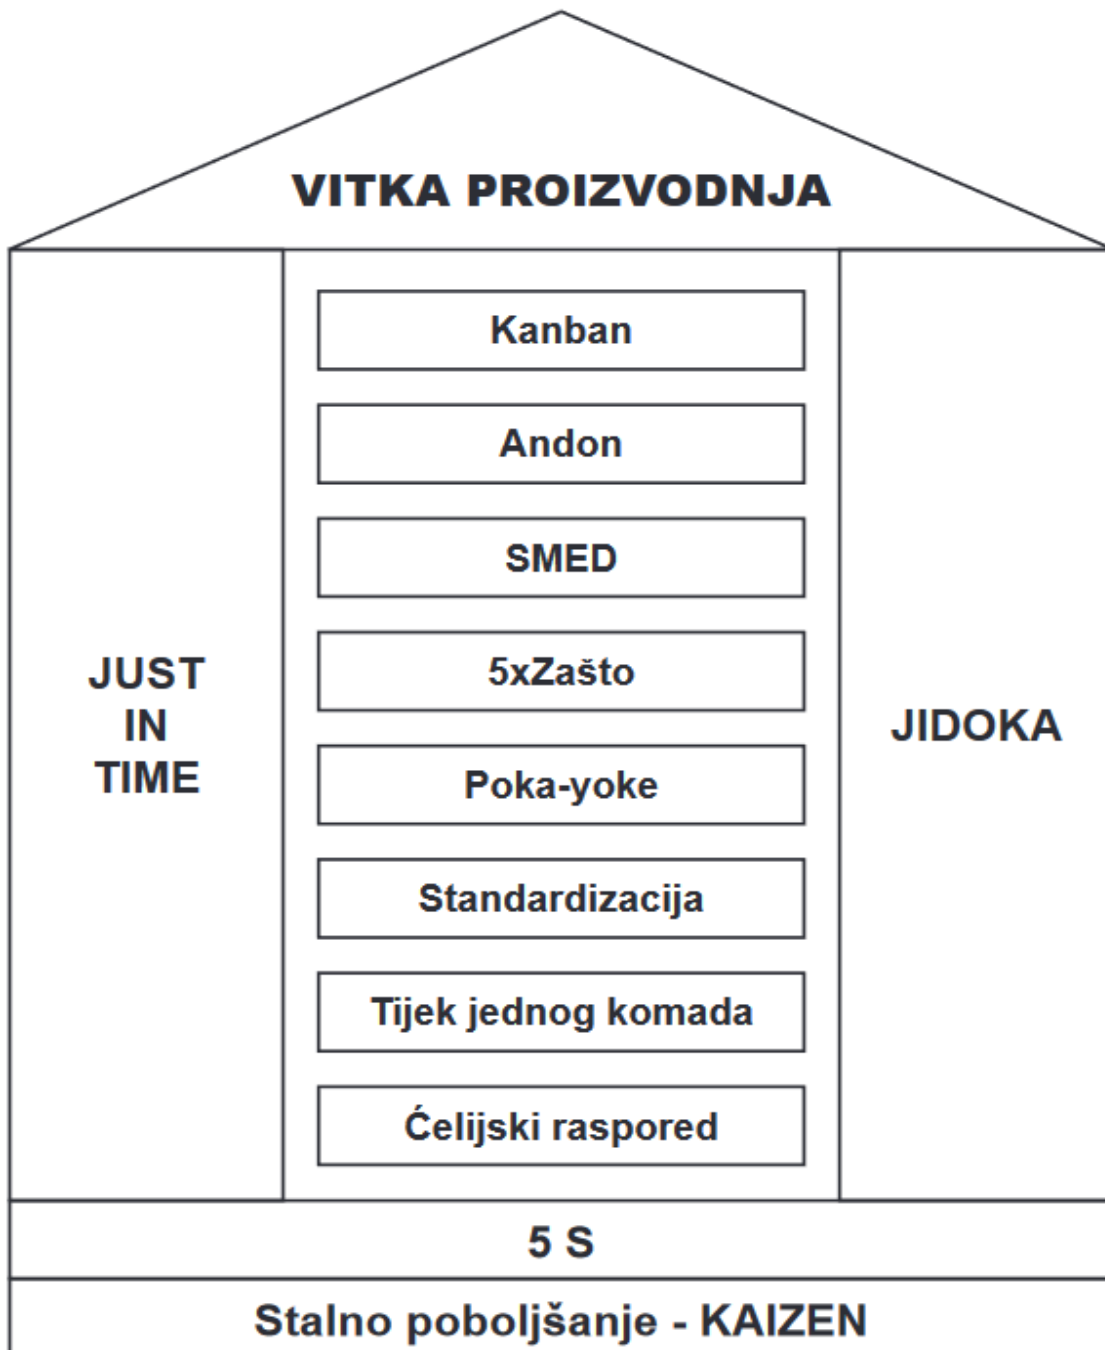 VITKA PROIZVODNJA
JUST
IN
TIME
Kanban
Andon
SMED
5xZašto
Poka-yoke
Standardizacija
Tijek jednog komada
Ćelijski raspored
JIDOKA
5 S
Stalno poboljšanje - KAIZEN